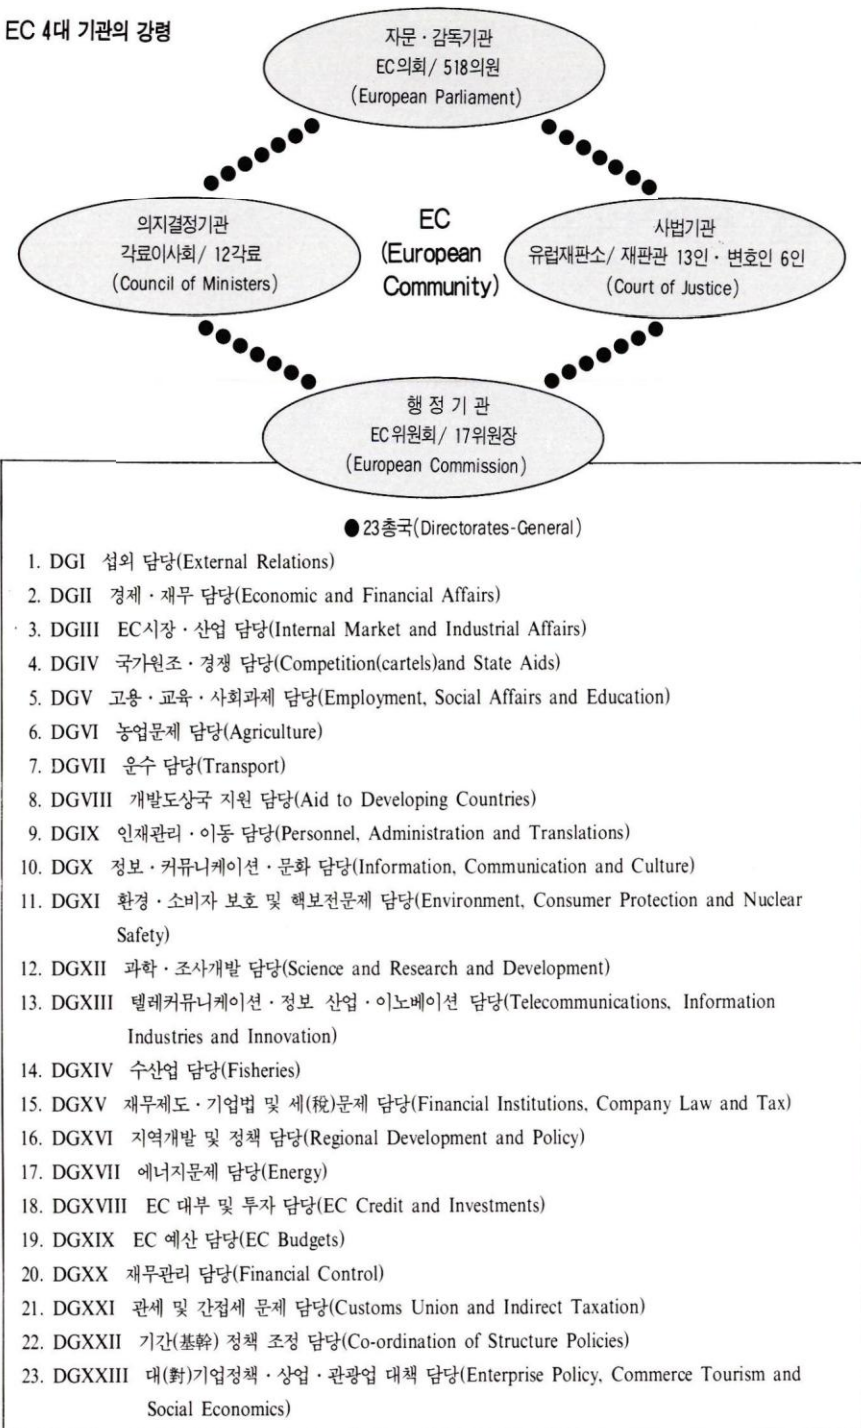 EC 4대 기관의 강령
자문 · 감독기관
EC의회/ 518의원
(European Parliament)
의지결정기관
각료이사회/ 12각료
(Council of Ministers)
EC
(European
Community)
사법기관
유럽재판소/ 재판관 13인 · 변호인 6인
(Court of Justice)
행정기관
EC위원회/ 17위원장
(European Commission)
●23총국(Directorates-General)
1. DGI 섭외 담당(External Relations)
2. DGII 경제 · 재무 담당(Economic and Financial Affairs)
3. DGIII EC시장 · 산업 담당(Internal Market and Industrial Affairs)
4. DGIV 국가원조 · 경쟁 담당(Competition(cartels)and State Aids)
5. DGV 고용 · 교육 · 사회과제 담당(Employment, Social Affairs and Education)
6. DGVI 농업문제 담당(Agriculture)
7. DGVII 운수 담당(Transport)
8. DGVIII 개발도상국 지원 담당(Aid to Developing Countries)
9. DGIX 인재관리 · 이동 담당(Personnel, Administration and Translations)
10. DGX 정보 · 커뮤니케이션 · 문화 담당(Information, Communication and Culture)
11. DGXI 환경 · 소비자 보호 및 핵보전문제 담당(Environment, Consumer Protection and Nuclear
Safety)
12. DGXII 과학 · 조사개발 담당(Science and Research and Development)
13. DGXIII 텔레커뮤니케이션 · 정보 산업 · 이노베이션 담당(Telecommunications, Information
Industries and Innovation)
14. DGXIV 수산업 담당(Fisheries)
15. DGXV 재무제도 · 기업법 및 세(稅)문제 담당(Financial Institutions, Company Law and Tax)
16. DGXVI 지역개발 및 정책 담당(Regional Development and Policy)
17. DGXVII 에너지문제 담당(Energy)
18. DGXVIII EC 대부 및 투자 담당(EC Credit and Investments)
19. DGXIX EC 예산 담당(EC Budgets)
20. DGXX 재무관리 담당(Financial Control)
21. DGXXI 관세 및 간접세 문제 담당(Customs Union and Indirect Taxation)
22. DGXXII 기간(基幹) 정책 조정 담당(Co-ordination of Structure Policies)
23. DGXXIII 대(對)기업정책 · 상업 · 관광업 대책 담당(Enterprise Policy, Commerce Tourism and
Social Economics)